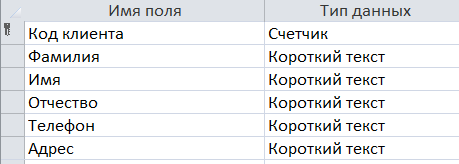 Имя поля Тип данных
Код клиента Счетчик
Фамилия Короткий текст
Имя Короткий текст
Отчество Короткий текст
Телефон Короткий текст
Адрес Короткий текст